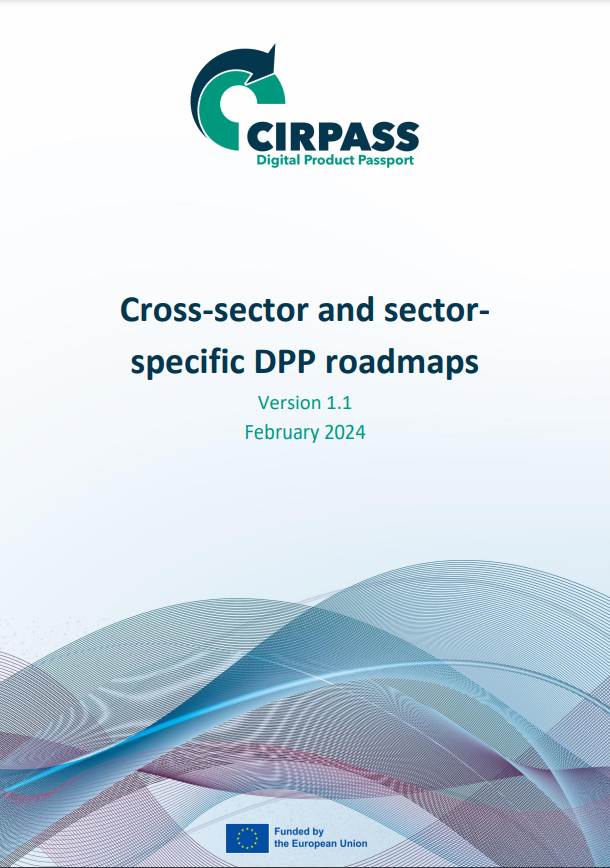 CIRPASS
Digital Product Passport
Cross-sector and sector-
specific DPP roadmaps
Version 1.1
February 2024
Funded by
the European Union